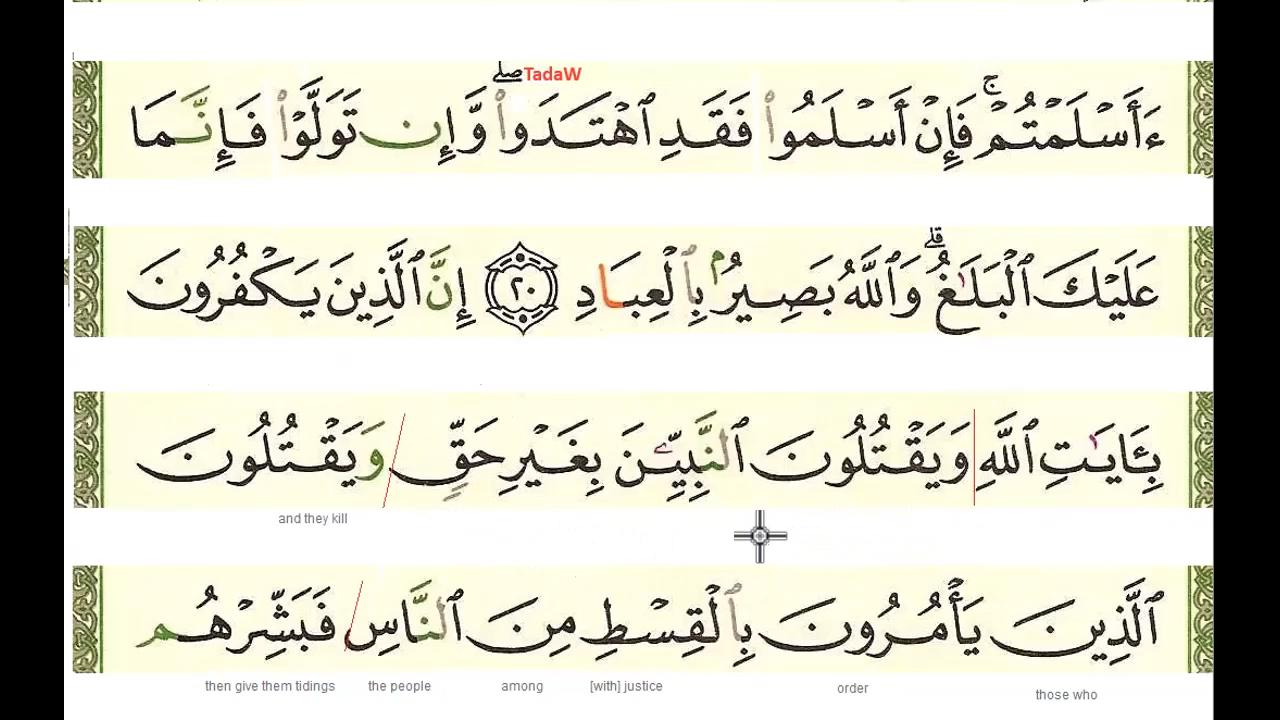 TadaW
ءَأَسْلَمْتُمْ ۚ فَإِنْ أَسْلَمُوا۟ فَقَدِ ٱهْتَدَوا۟ ۖ وَّإِن تَوَلَّوْا۟ فَإِنَّمَا
عَلَيْكَ ٱلْبَلَـٰغُ ۗ وَٱللَّهُ بَصِيرُۢ بِٱلْعِبَادِ ٢٠ إِنَّ ٱلَّذِينَ يَكْفُرُونَ
بِـَٔايَـٰتِ ٱللَّهِ وَيَقْتُلُونَ ٱلنَّبِيِّـۧنَ بِغَيْرِ حَقٍّ وَيَقْتُلُونَ
and they kill
ٱلَّذِينَ يَأْمُرُونَ بِٱلْقِسْطِ مِنَ ٱلنَّاسِ فَبَشِّرْهُم
then give them tidings the people among [with] justice order those who